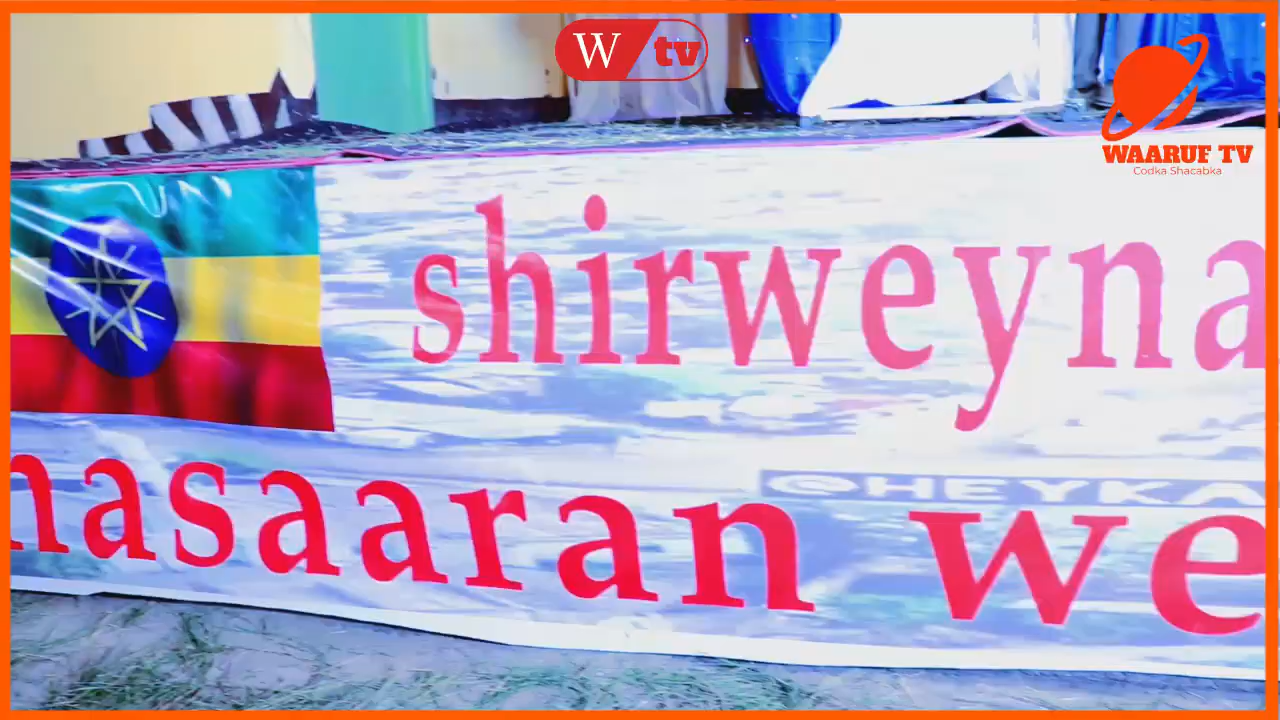 W tv
WAARUF TV
Codka Shacabka
shirweyna
@HEYKA
nasaaran we